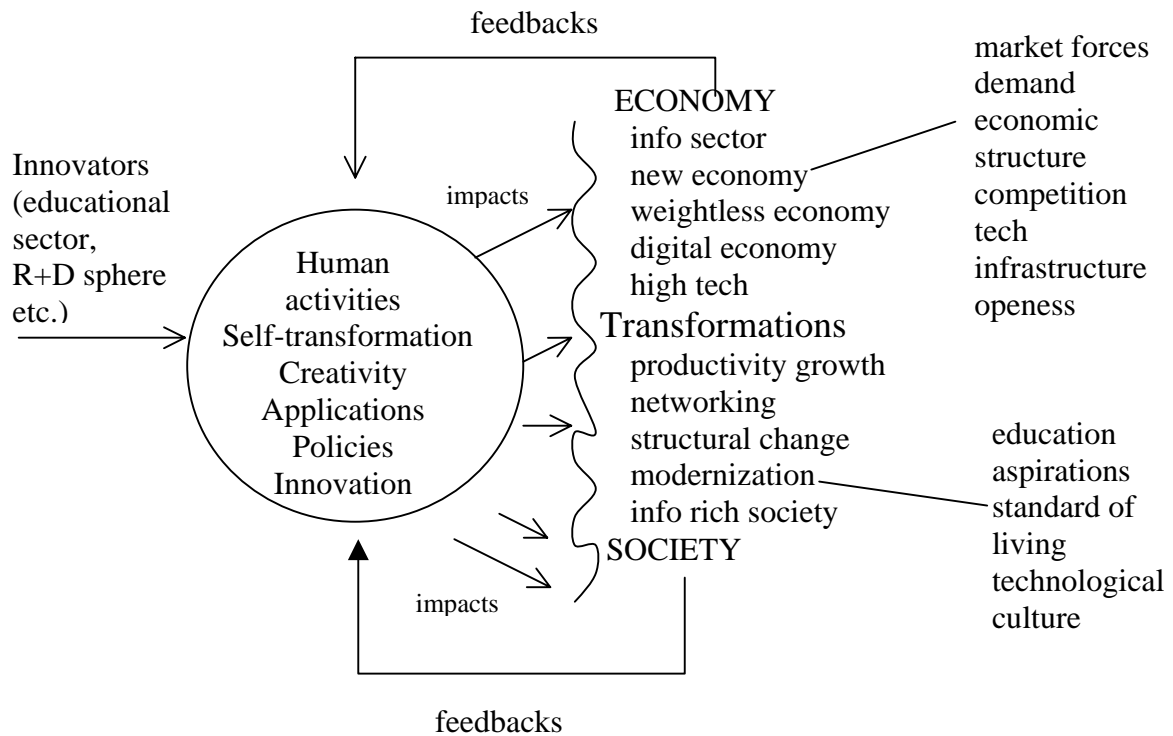 feedbacks
Innovators
(educational
sector,
R+D sphere
etc.)
impacts
Human
activities
Self-transformation
Creativity
Applications
Policies
Innovation
impacts
ECONOMY
info sector
new economy
weightless economy
digital economy
high tech
Transformations
productivity growth
networking
structural change
modernization
info rich society
SOCIETY
market forces
demand
economic
structure
competition
tech
infrastructure
openess
education
aspirations
standard of
living
technological
culture
feedbacks